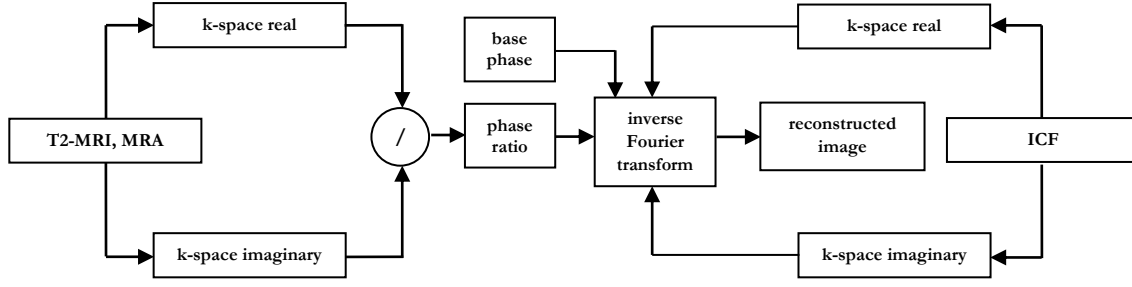 k-space real
base
phase
k-space real
T2-MRI, MRA
/
phase
ratio
inverse
Fourier
transform
reconstructed
image
ICF
k-space imaginary
k-space imaginary